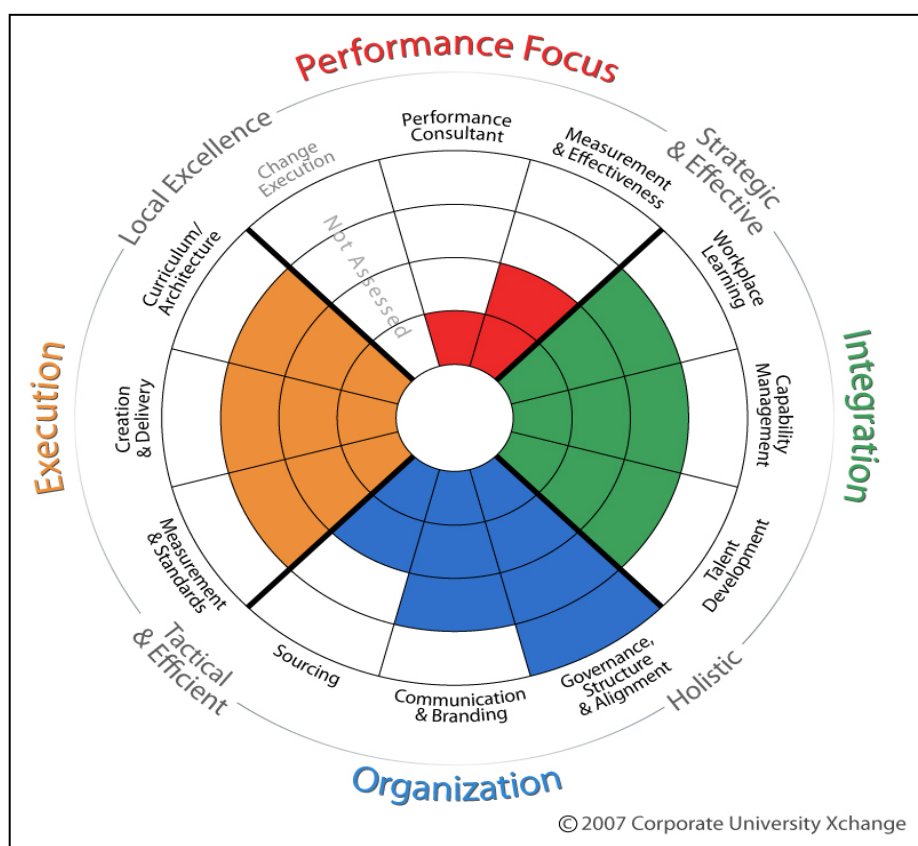 Performance Focus
Local Excellence
Change
Execution
Performance
Consultant
Measurement
& Effectiveness
Strategic
& Effective
Not Assessed
Curriculum/
Architecture
Workplace
Learning
Execution
Creation
& Delivery
Capability
Management
Integration
Measurement
& Standards
Talent
Development
Tactical
& Efficient
Sourcing
Communication
& Branding
Governance,
Structure
& Alignment
Holistic
Organization
© 2007 Corporate University Xchange